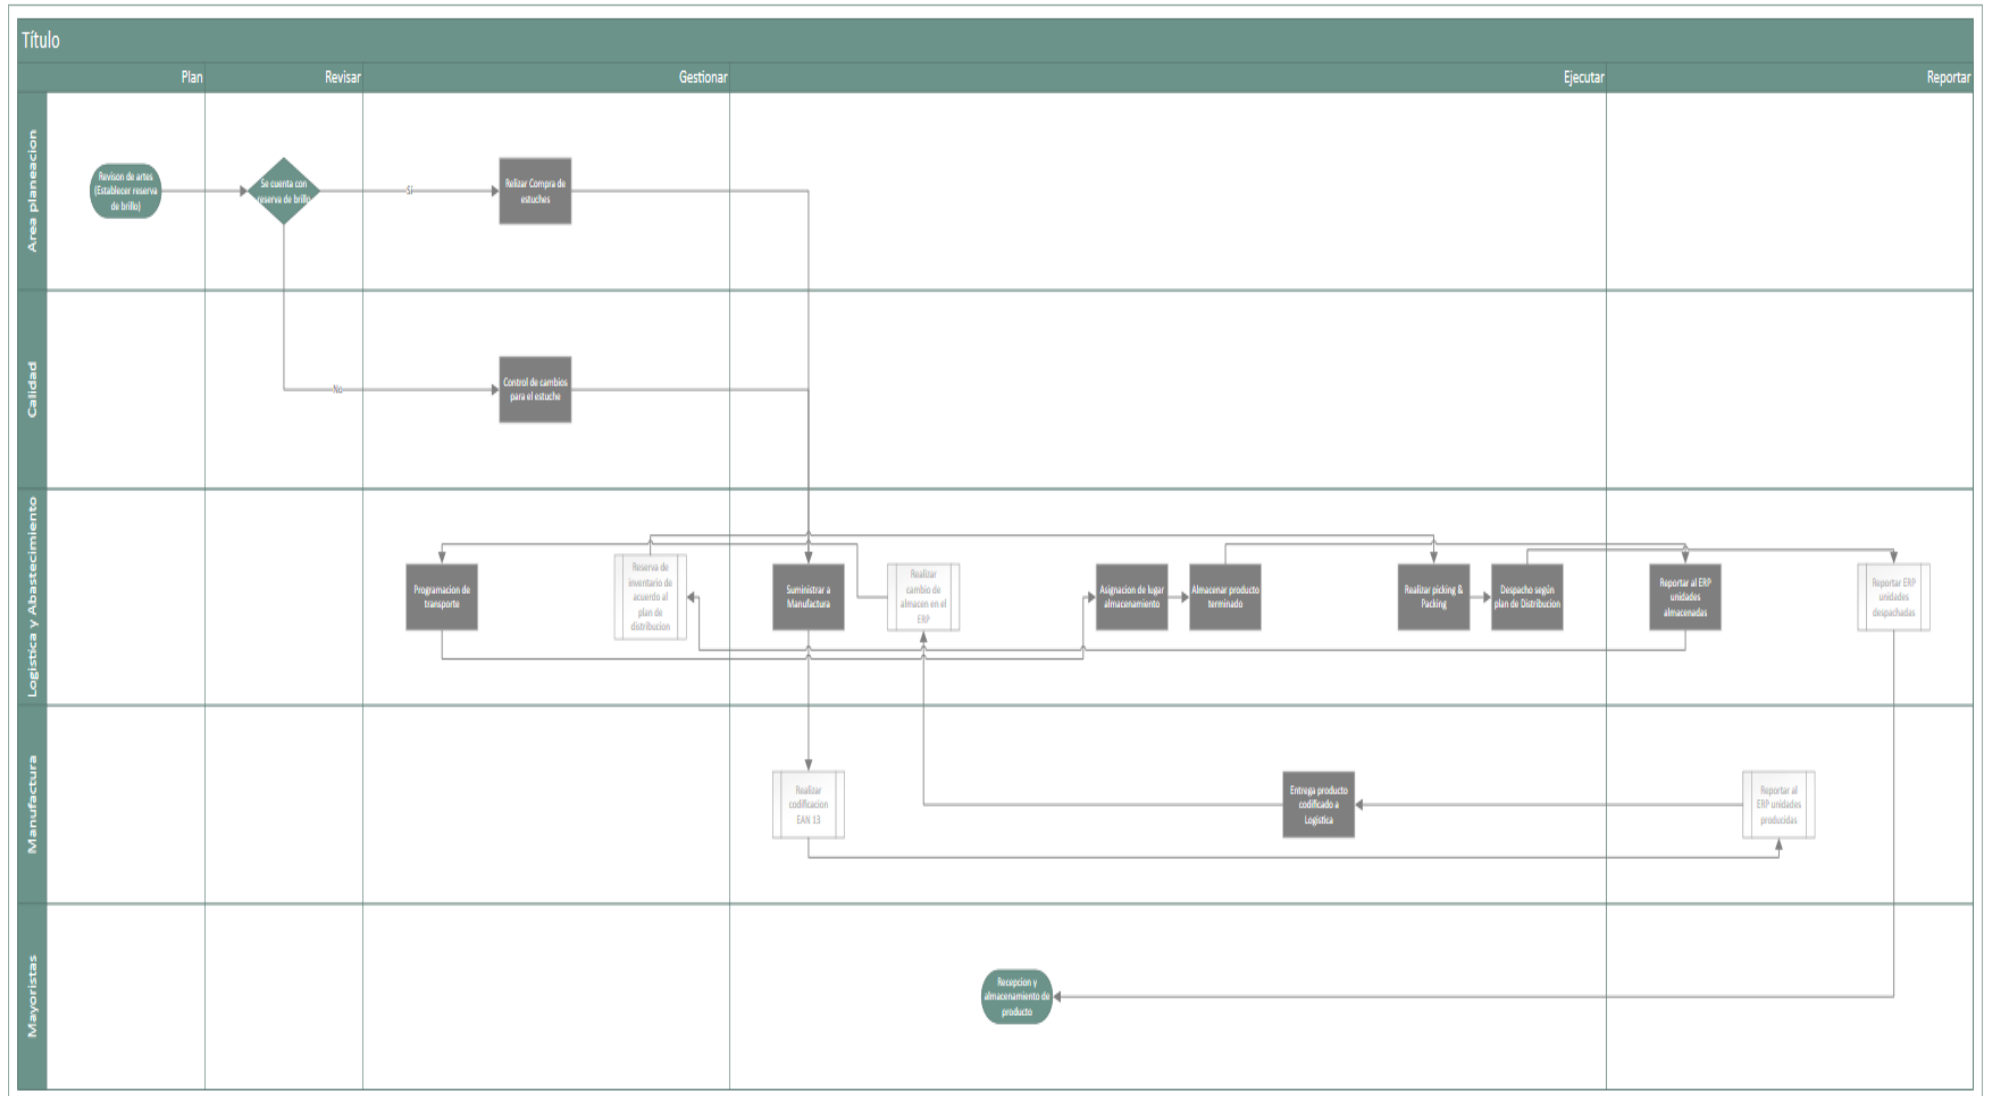 Título
Plan
Revisar
Gestionar
Ejecutar
Reportar
Area planeacion
Revison de artes
(Establecer reserva
de brillo)
Se cuenta con
reserva de brillo
Si
Relizar Compra de
estuches
Calidad
No
Control de cambios
para el estuche
Logistica y Abastecimiento
Programacion de
transporte
Reserva de
inventario de
acuerdo al
plan de
distribucion
Suministrar a
Manufactura
Realizar
cambio de
almacen en el
ERP
Asignacion de lugar
almacenamiento
Almacenar producto
terminado
Realizar picking &
Packing
Despacho según
plan de Distribucion
Reportar al ERP
unidades
almacenadas
Reportar ERP
unidades
despachadas
Manufactura
Realizar
codificacion
EAN 13
Entrega producto
codificado a
Logistica
Reportar al
ERP unidades
producidas
Mayoristas
Recepcion y
almacenamiento de
producto